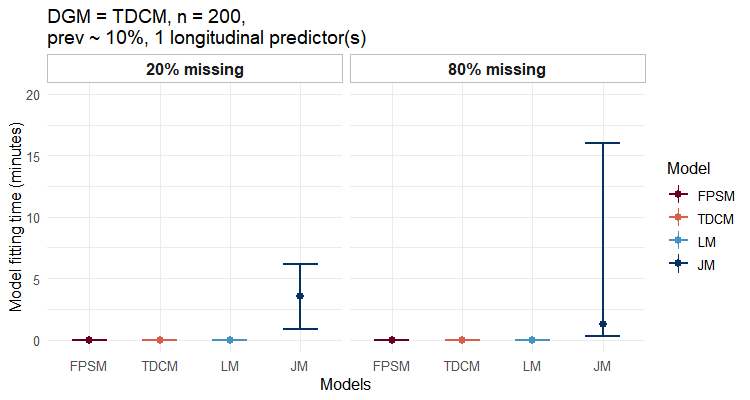 DGM = TDCM, n = 200,
prev ~ 10%, 1 longitudinal predictor(s)
20% missing
80% missing
Model fitting time (minutes)
20
15
10
5
0
FPSM
TDCM
LM
JM
FPSM
TDCM
LM
JM
Models
Model
FPSM
TDCM
LM
JM